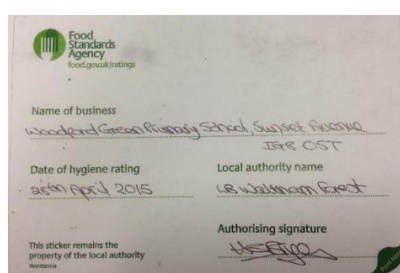 Food
Standards
Agency
food.gov.uk/ratings
Name of business
Woodford Green Primary School, Sunset Avenue
IG8 0ST
Date of hygiene rating
Local authority name
28th April 2015
LB Waltham Forest
Authorising signature
This sticker remains the
property of the local authority